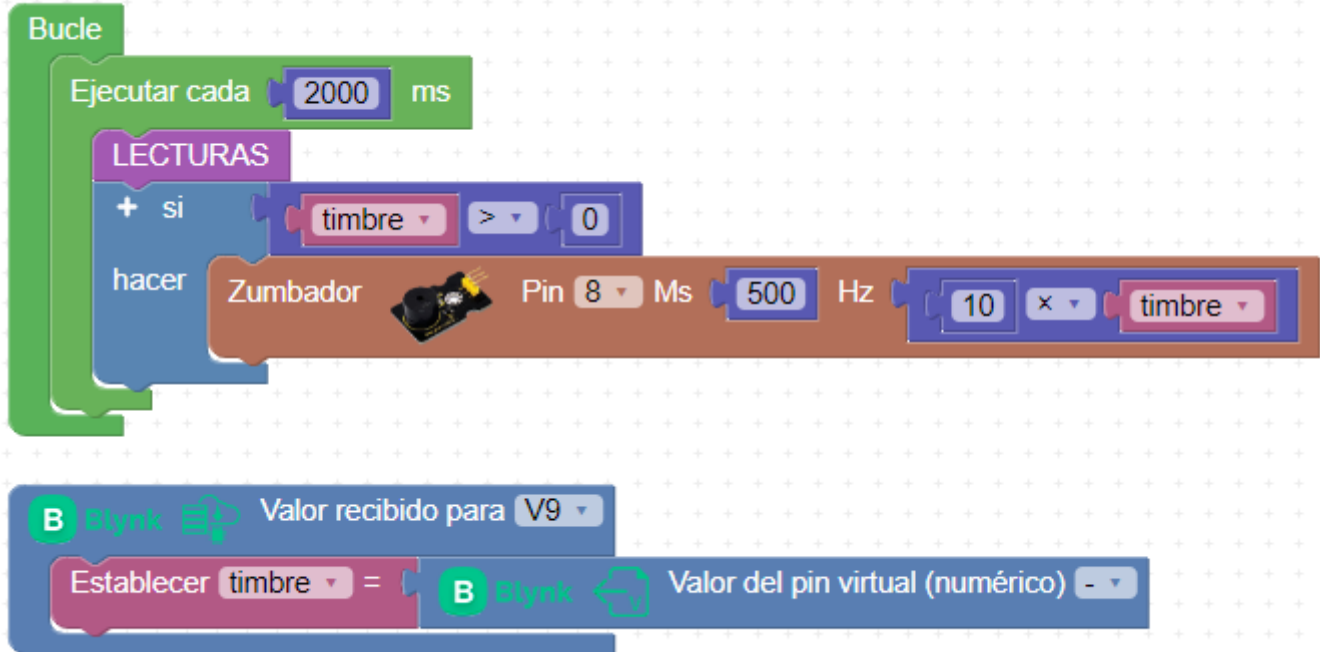 Bucle
Ejecutar cada 2000 ms
LECTURAS
+ si timbre > 0
hacer Zumbador Pin 8 Ms 500 Hz 10 × timbre
B Blynk Valor recibido para V9
Establecer timbre = B Blynk V Valor del pin virtual (numérico) -